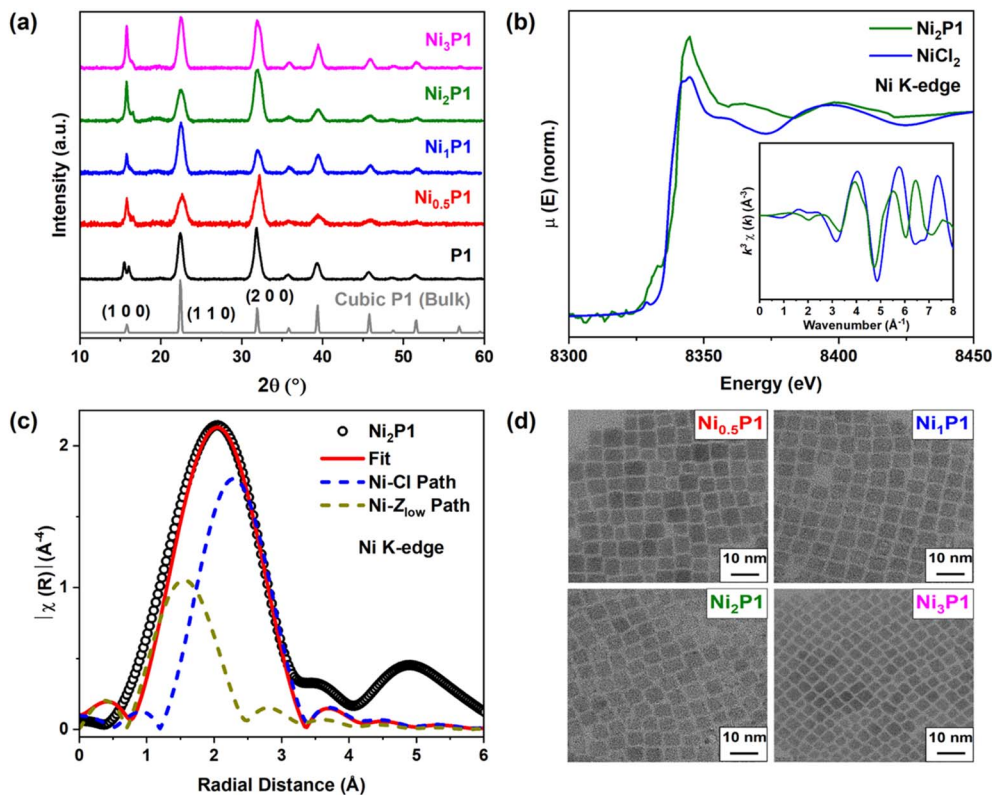 (a)
Ni₃P1
Ni₂P1
Ni₁P1
Ni₀.₅P1
P1
Cubic P1 (Bulk)
(1 0 0)
(1 1 0)
(2 0 0)
Intensity (a.u.)
10 20 30 40 50 60
2θ (°)
(b)
Ni₂P1
NiCl₂
Ni K-edge
μ (E) (norm.)
8300 8350 8400 8450
Energy (eV)
k³ χ (k) (Å⁻³)
0 1 2 3 4 5 6 7 8
Wavenumber (Å⁻¹)
(c)
Ni₂P1
Fit
Ni-Cl Path
Ni-Z_low Path
Ni K-edge
|χ (R)| (Å⁻⁴)
2
1
0
0 1 2 3 4 5 6
Radial Distance (Å)
(d)
Ni₀.₅P1
10 nm
Ni₁P1
10 nm
Ni₂P1
10 nm
Ni₃P1
10 nm